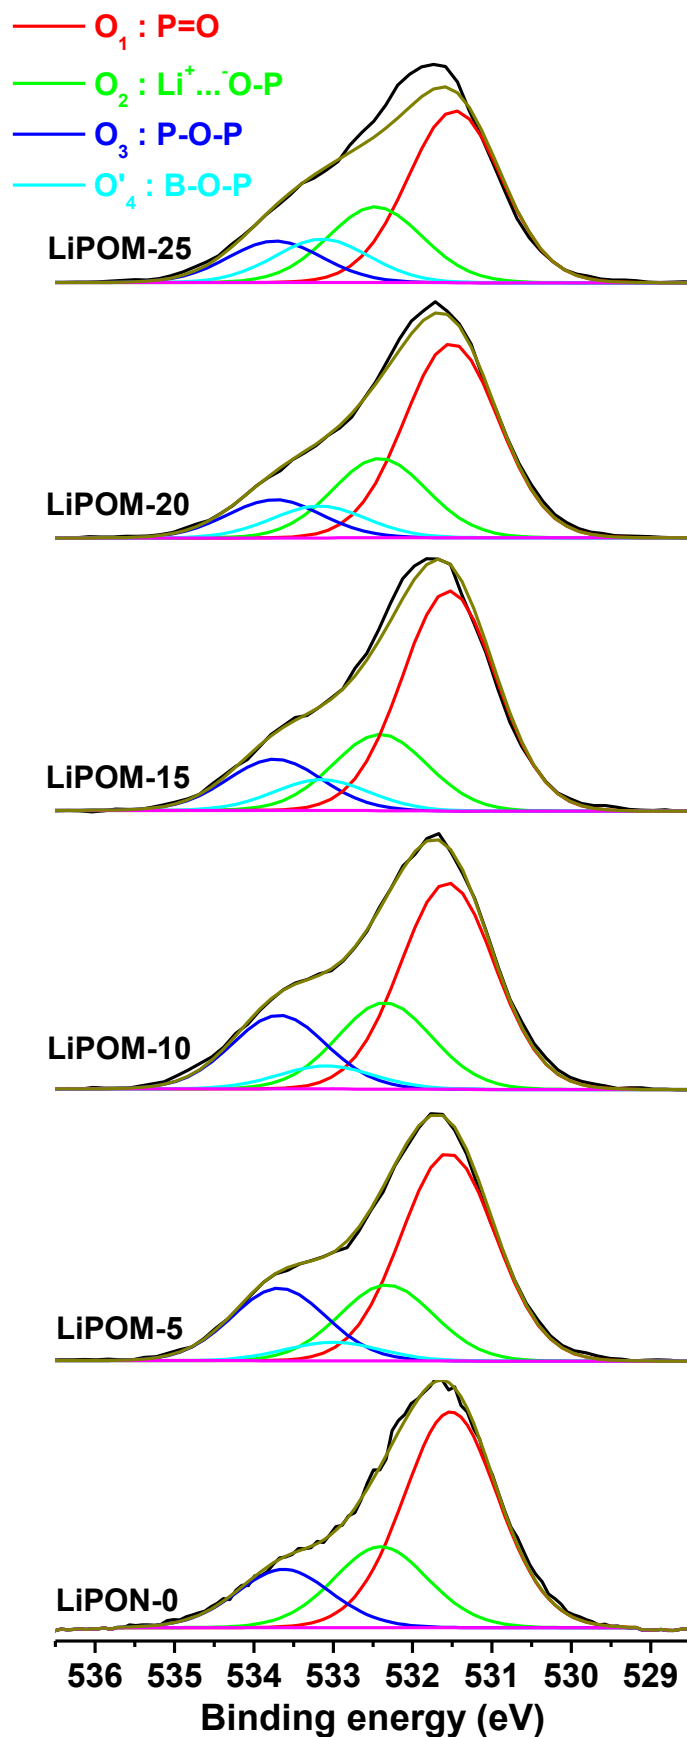 O₁ : P=O
O₂ : Li⁺...⁻O-P
O₃ : P-O-P
O'₄ : B-O-P
LiPOM-25
LiPOM-20
LiPOM-15
LiPOM-10
LiPOM-5
LiPON-0
536 535 534 533 532 531 530 529
Binding energy (eV)